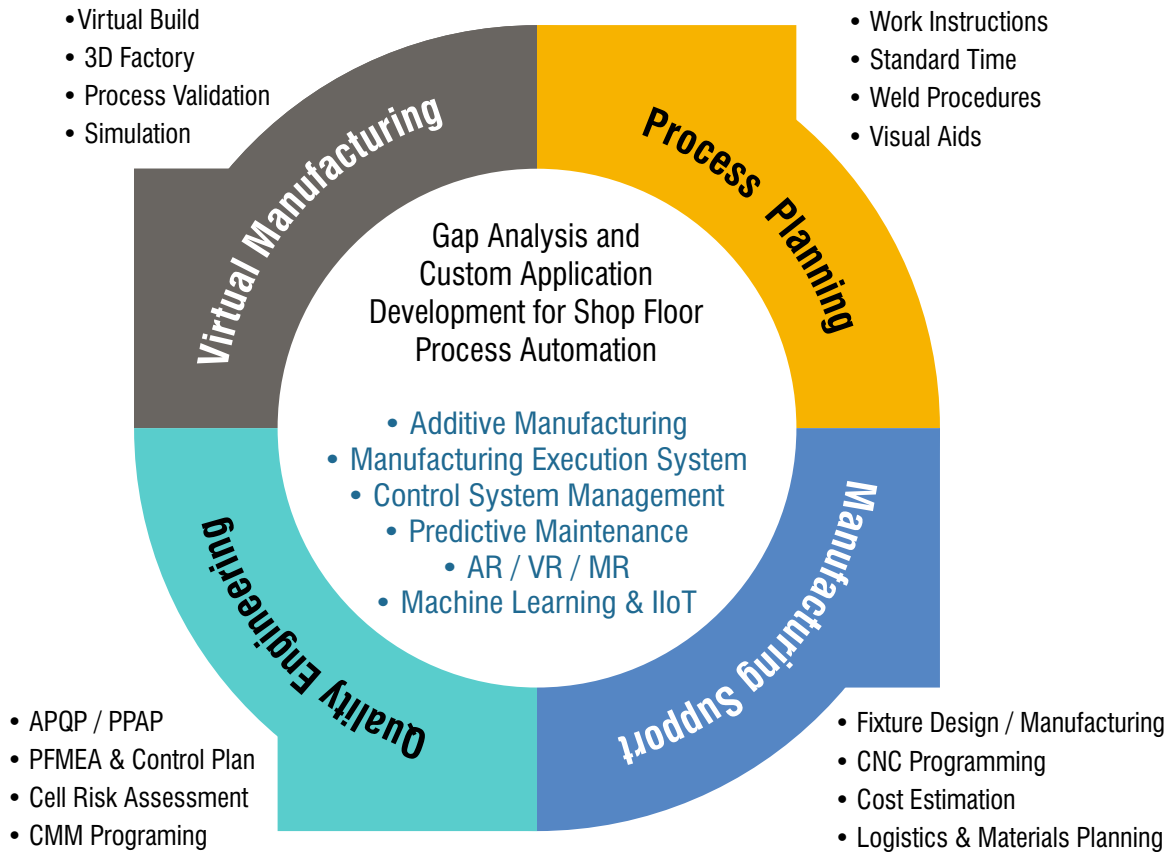 •Virtual Build
• 3D Factory
• Process Validation
• Simulation
• Work Instructions
• Standard Time
• Weld Procedures
• Visual Aids
Virtual Manufacturing
Process Planning
Gap Analysis and
Custom Application
Development for Shop Floor
Process Automation
• Additive Manufacturing
• Manufacturing Execution System
• Control System Management
• Predictive Maintenance
• AR / VR / MR
• Machine Learning & IIoT
Quality Engineering
Manufacturing Support
• APQP / PPAP
• PFMEA & Control Plan
• Cell Risk Assessment
• CMM Programing
• Fixture Design / Manufacturing
• CNC Programming
• Cost Estimation
• Logistics & Materials Planning